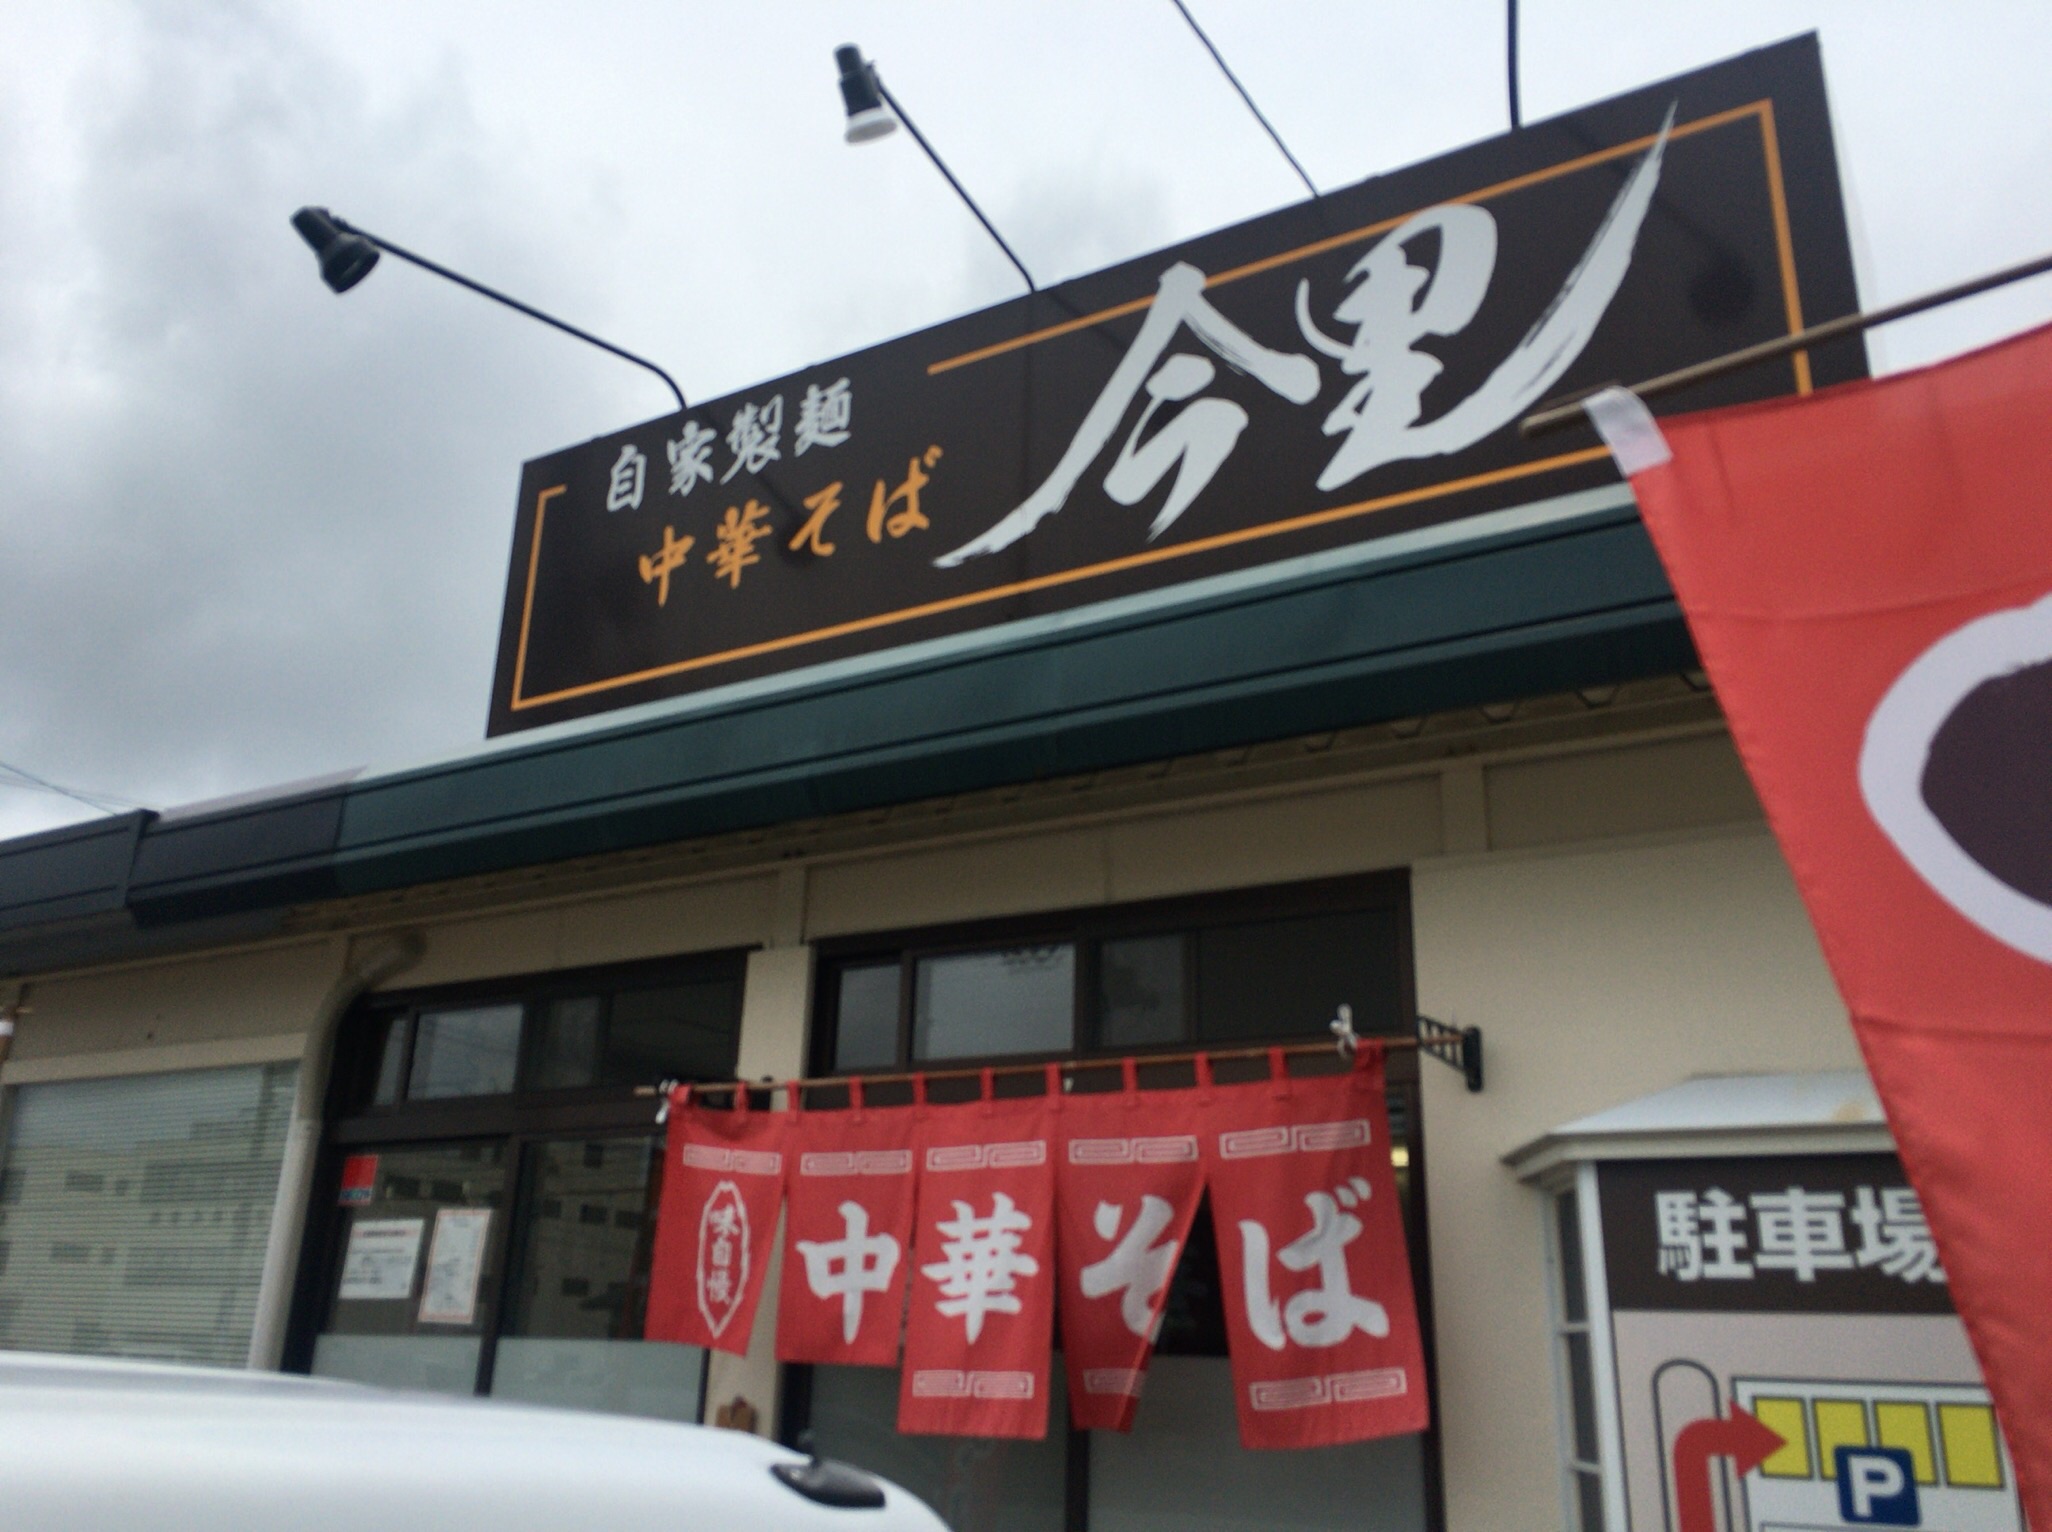 自家製麺
中華そば
今里
味自慢
中華そば
駐車場
P